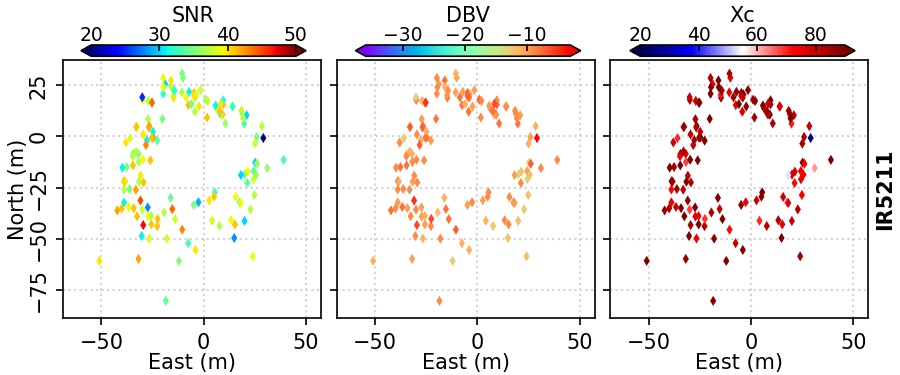 SNR DBV Xc
20 30 40 50 −30 −20 −10 20 40 60 80
25
0
−25
−50
−75
North (m)
IR5211
−50 0 50 −50 0 50 −50 0 50
East (m) East (m) East (m)